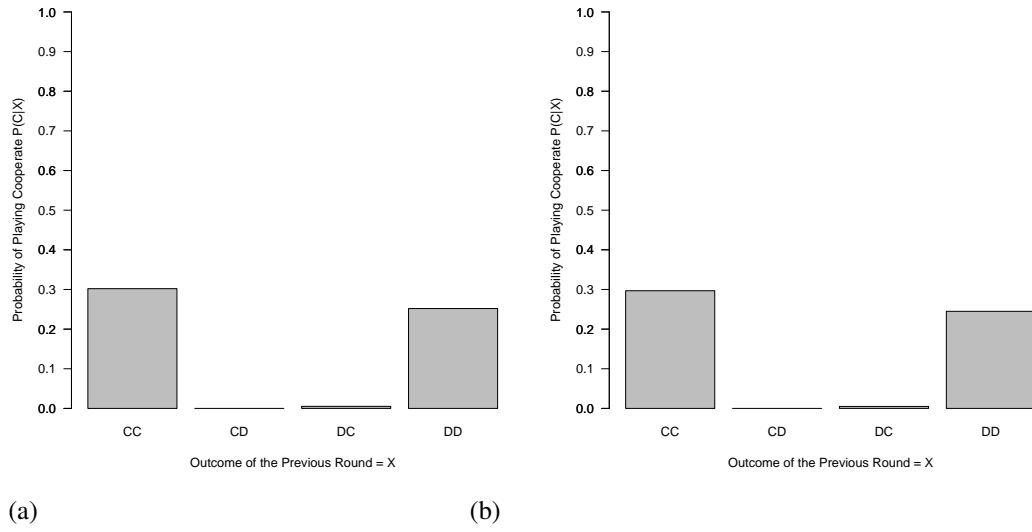 Probability of Playing Cooperate P(C|X)
1.0
0.9
0.8
0.7
0.6
0.5
0.4
0.3
0.2
0.1
0.0
CC CD DC DD
Outcome of the Previous Round = X
(a)
Probability of Playing Cooperate P(C|X)
1.0
0.9
0.8
0.7
0.6
0.5
0.4
0.3
0.2
0.1
0.0
CC CD DC DD
Outcome of the Previous Round = X
(b)